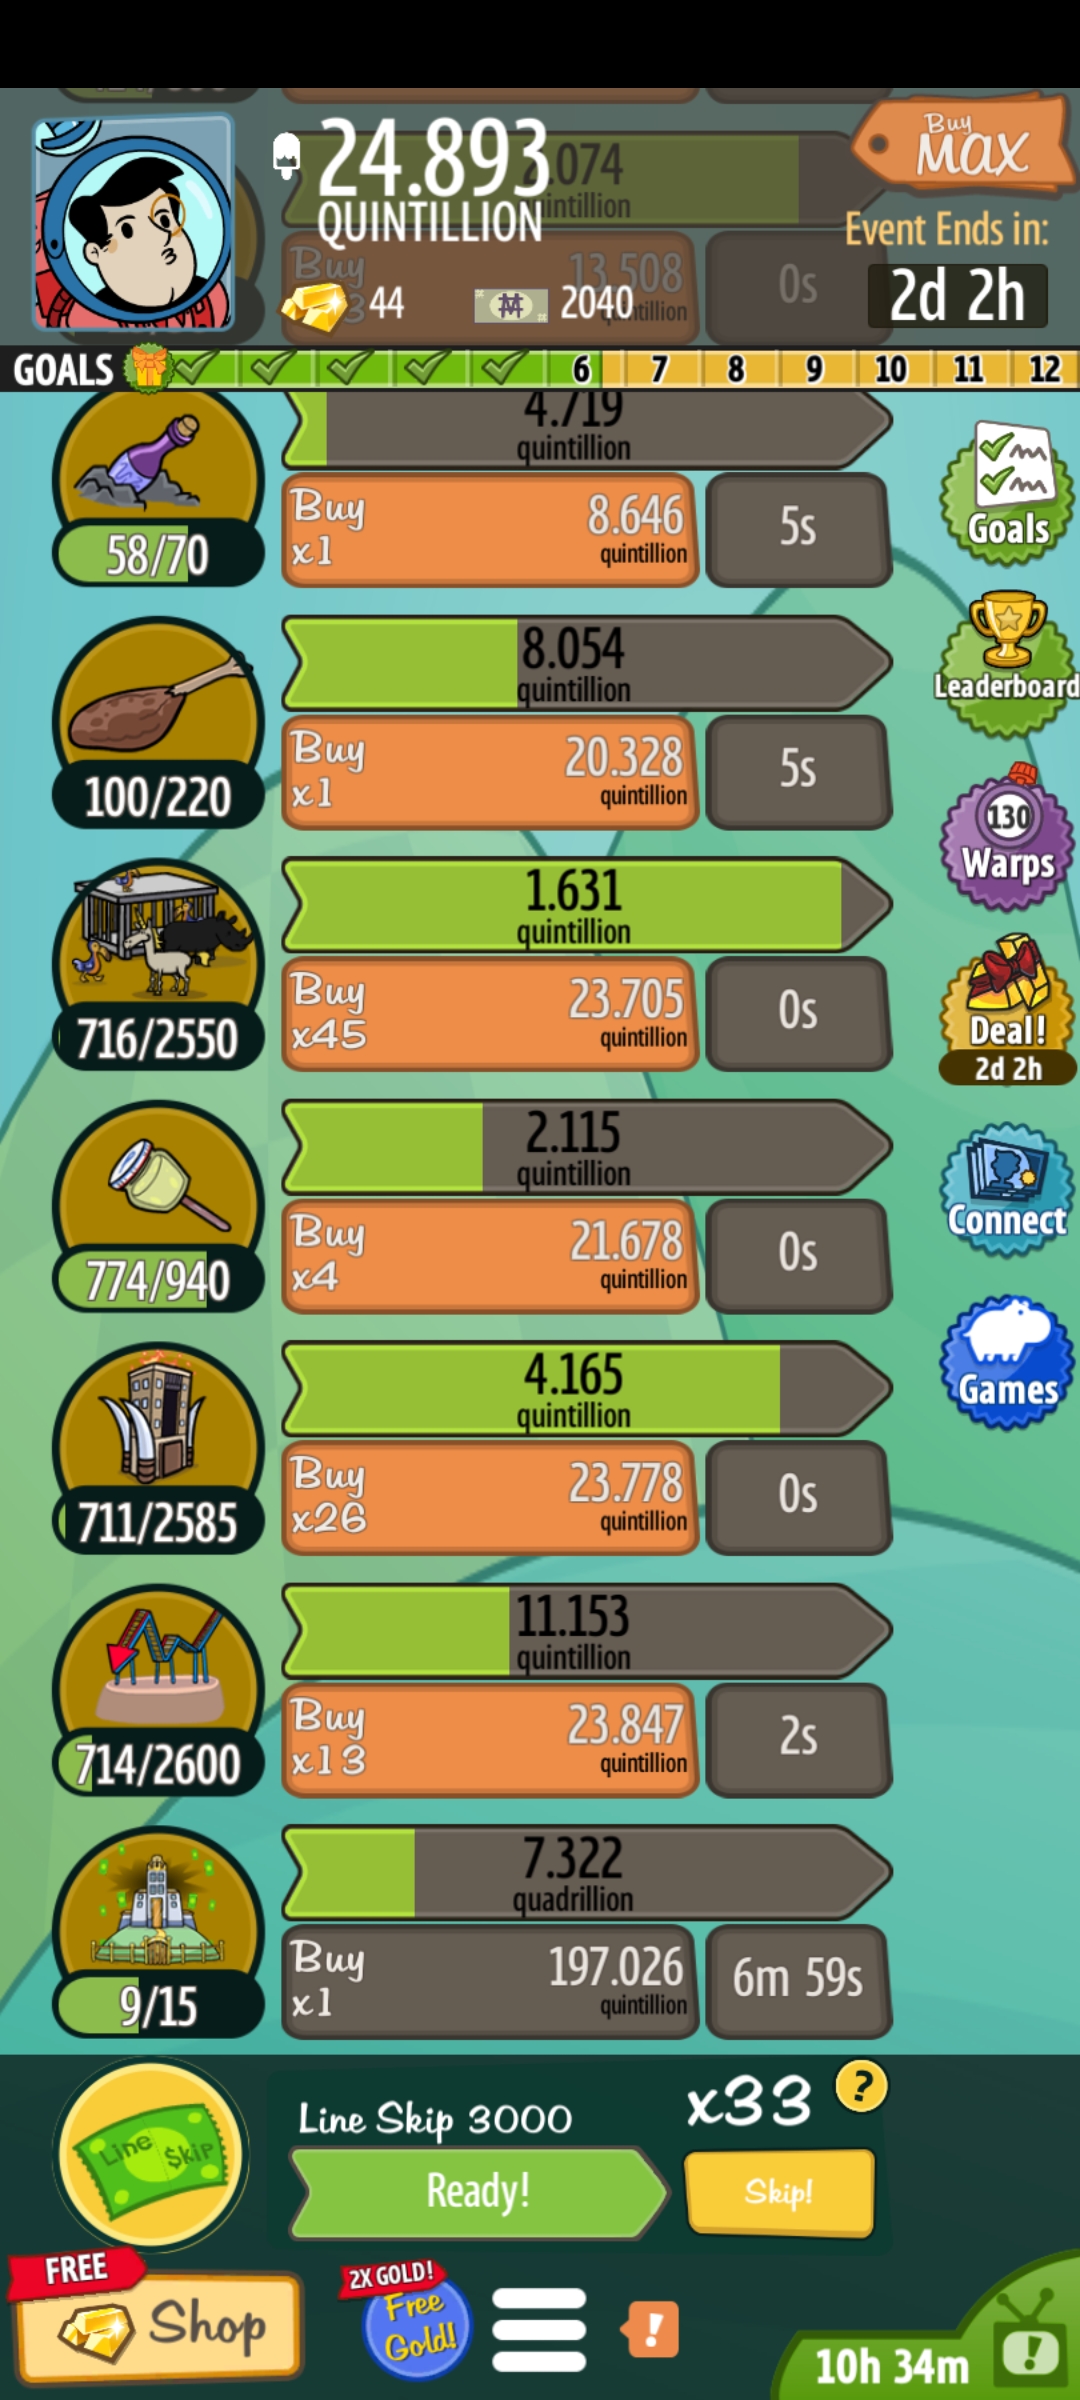 24.893
QUINTILLION
Buy
MAX
Event Ends in:
2d 2h
44
2040
.074
quintillion
Buy
13.508
quintillion
0s
GOALS
6 7 8 9 10 11 12
4.719
quintillion
58/70
Buy
x1
8.646
quintillion
5s
Goals
8.054
quintillion
100/220
Buy
x1
20.328
quintillion
5s
Leaderboard
1.631
quintillion
716/2550
Buy
x45
23.705
quintillion
0s
130
Warps
Deal!
2d 2h
2.115
quintillion
774/940
Buy
x4
21.678
quintillion
0s
Connect
4.165
quintillion
711/2585
Buy
x26
23.778
quintillion
0s
Games
11.153
quintillion
714/2600
Buy
x13
23.847
quintillion
2s
7.322
quadrillion
9/15
Buy
x1
197.026
quintillion
6m 59s
Line $kip
Line Skip 3000
Ready!
x33
?
Skip!
FREE
Shop
2X GOLD!
Free
Gold!
!
10h 34m
!